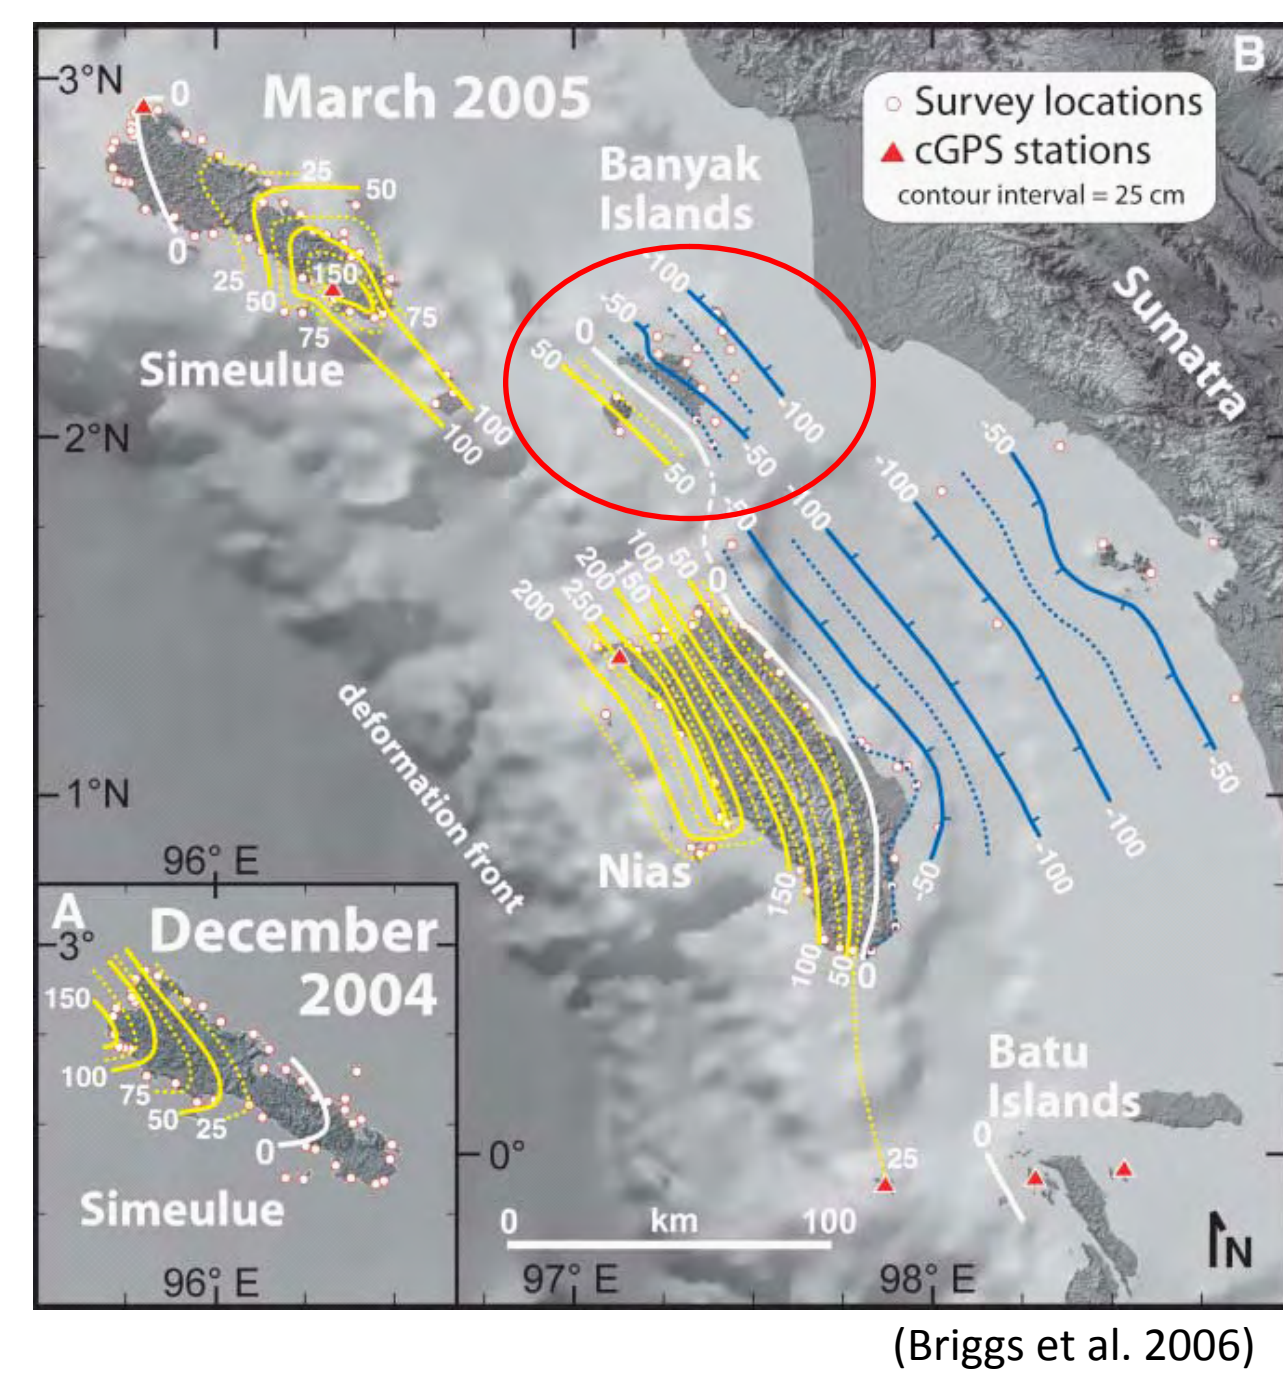 B
3°N
March 2005
Survey locations
cGPS stations
contour interval = 25 cm
Banyak
Islands
Sumatra
0
0
25
50
25
50
150
75
75
Simeulue
100
100
2°N
-100
-50
0
50
-100
-50
50
-50
-100
-100
-50
0
50
100
150
200
250
200
deformation front
1°N
Nias
150
100
50
0
-50
-100
-100
-50
96° E
A
3°
December
2004
150
100
75
50
25
0
Simeulue
96° E
0°
Batu
Islands
0
25
0 km 100
N
97° E
98° E
(Briggs et al. 2006)